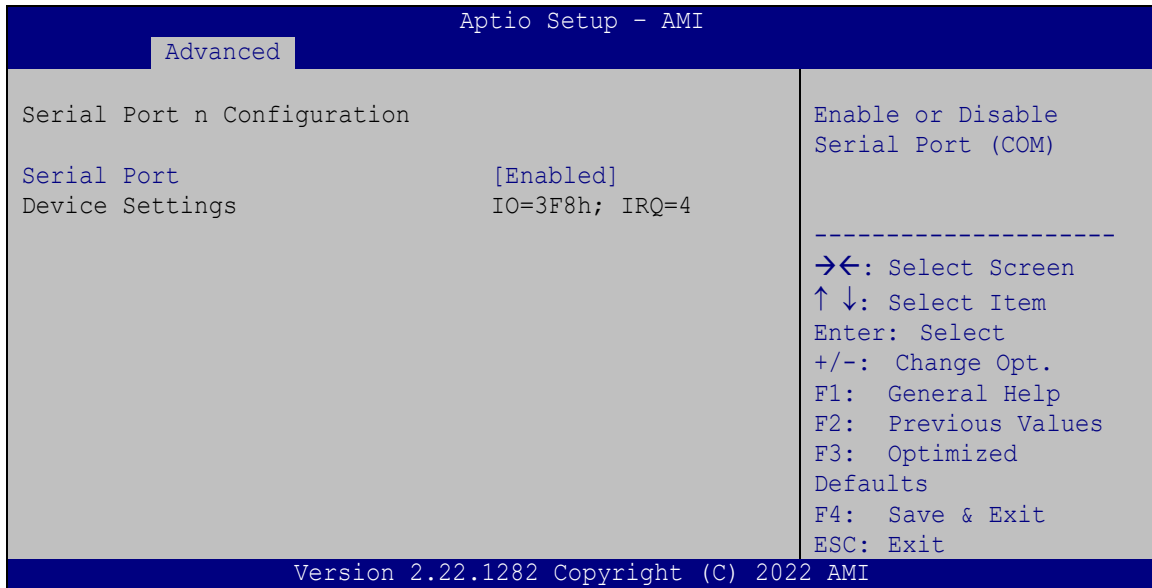 Aptio Setup – AMI
Advanced
Serial Port n Configuration
Serial Port [Enabled]
Device Settings IO=3F8h; IRQ=4
Enable or Disable
Serial Port (COM)
---------------------
→←: Select Screen
↑ ↓: Select Item
Enter: Select
+/-: Change Opt.
F1: General Help
F2: Previous Values
F3: Optimized
Defaults
F4: Save & Exit
ESC: Exit
Version 2.22.1282 Copyright (C) 2022 AMI